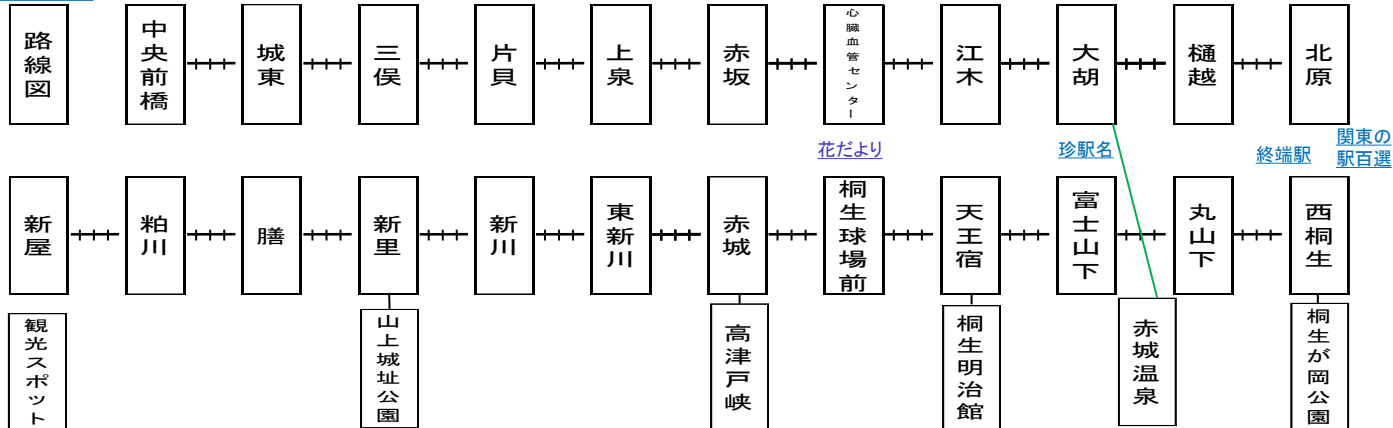 路線図
中央前橋
城東
三俣
片貝
上泉
赤坂
心臓血管センター
江木
大胡
樋越
北原
花だより
珍駅名
終端駅
関東の
駅百選
新屋
粕川
膳
新里
新川
東新川
赤城
桐生球場前
天王宿
富士山下
丸山下
西桐生
観光スポット
山上城址公園
高津戸峡
桐生明治館
赤城温泉
桐生が岡公園